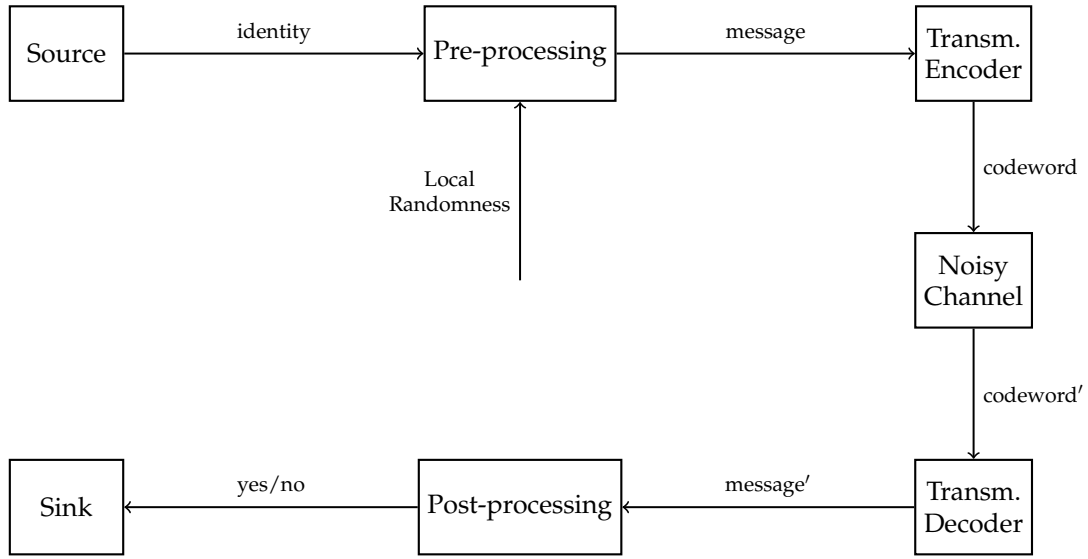 identity
message
Source
Pre-processing
Transm.
Encoder
Local
Randomness
codeword
Noisy
Channel
codeword′
yes/no
message′
Sink
Post-processing
Transm.
Decoder